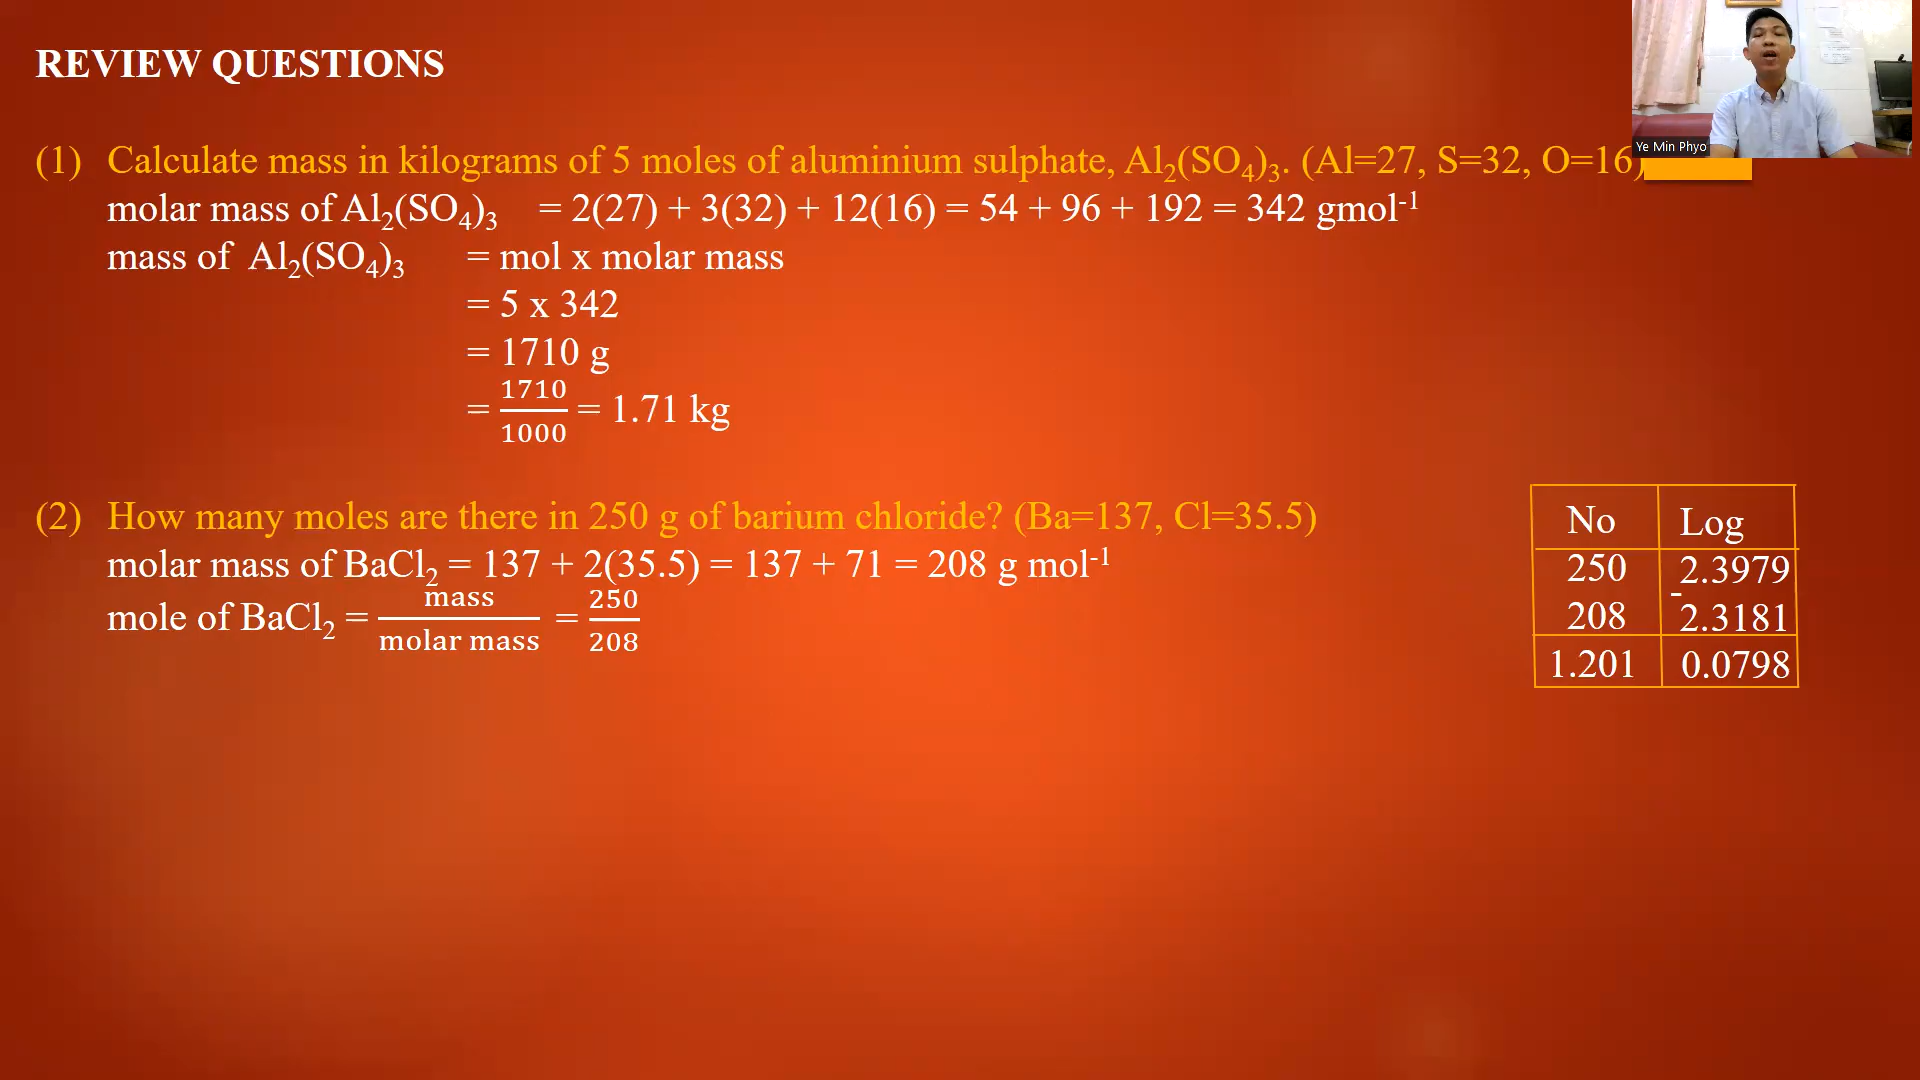 REVIEW QUESTIONS
Ye Min Phyo
(1) Calculate mass in kilograms of 5 moles of aluminium sulphate, Al₂(SO₄)₃. (Al=27, S=32, O=16)
molar mass of Al₂(SO₄)₃ = 2(27) + 3(32) + 12(16) = 54 + 96 + 192 = 342 gmol⁻¹
mass of Al₂(SO₄)₃ = mol x molar mass
= 5 x 342
= 1710 g
= 1710/1000 = 1.71 kg
(2) How many moles are there in 250 g of barium chloride? (Ba=137, Cl=35.5)
molar mass of BaCl₂ = 137 + 2(35.5) = 137 + 71 = 208 g mol⁻¹
mole of BaCl₂ = mass/molar mass = 250/208
No Log
250 2.3979
-
208 2.3181
1.201 0.0798